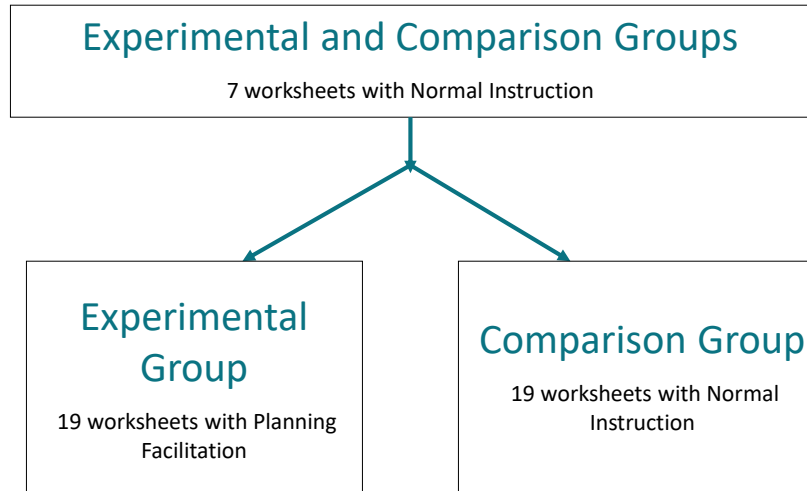 Experimental and Comparison Groups
7 worksheets with Normal Instruction
Experimental
Group
19 worksheets with Planning
Facilitation
Comparison Group
19 worksheets with Normal
Instruction